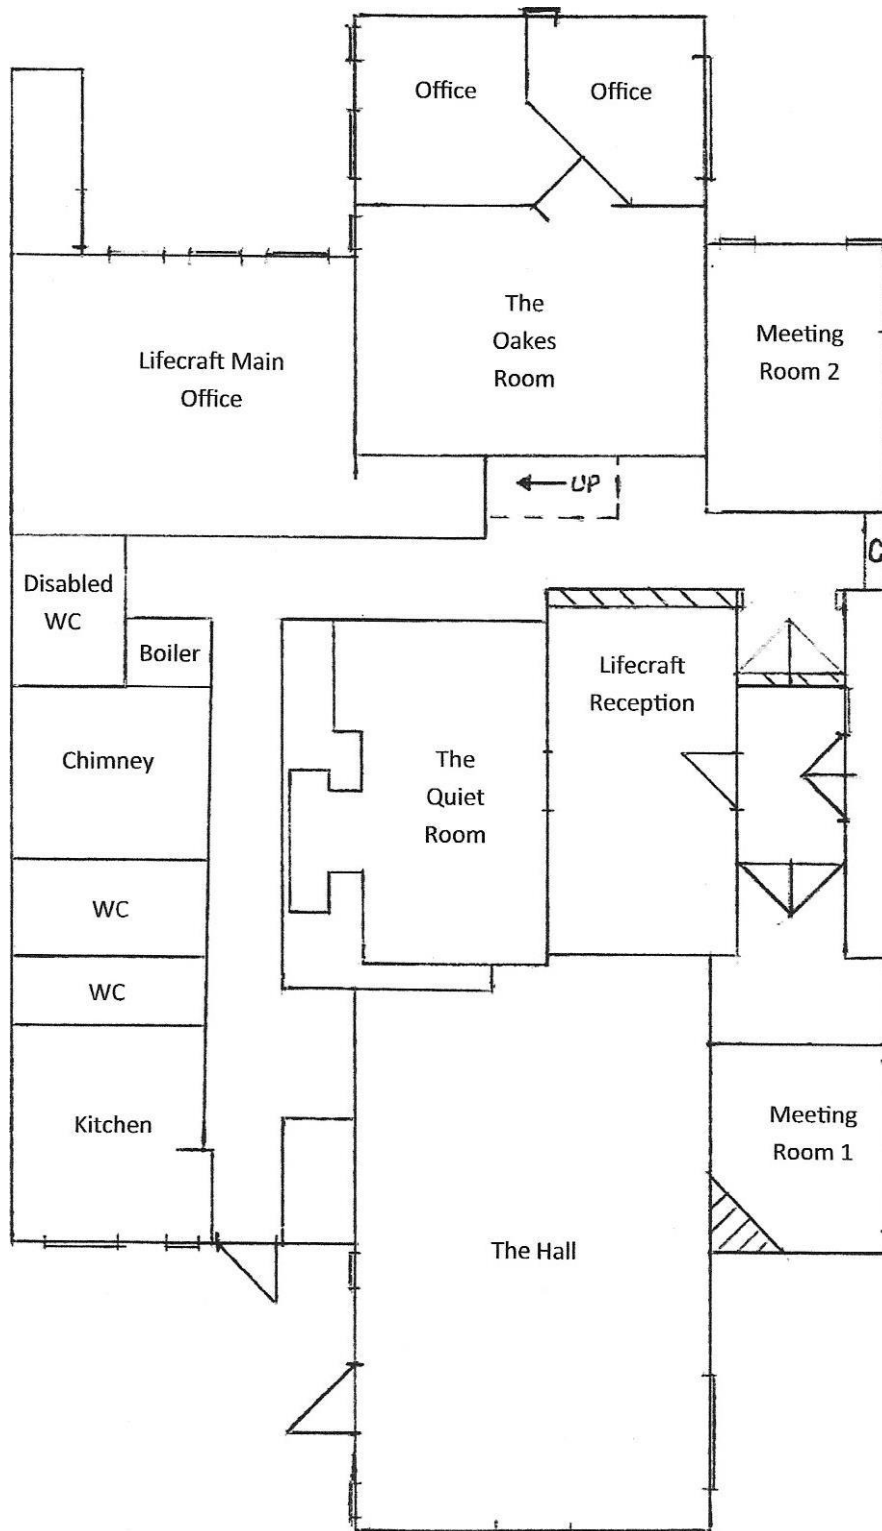 Office
Office
The
Oakes
Room
Meeting
Room 2
Lifecraft Main
Office
UP
C
Disabled
WC
Boiler
Lifecraft
Reception
Chimney
The
Quiet
Room
WC
WC
Kitchen
Meeting
Room 1
The Hall